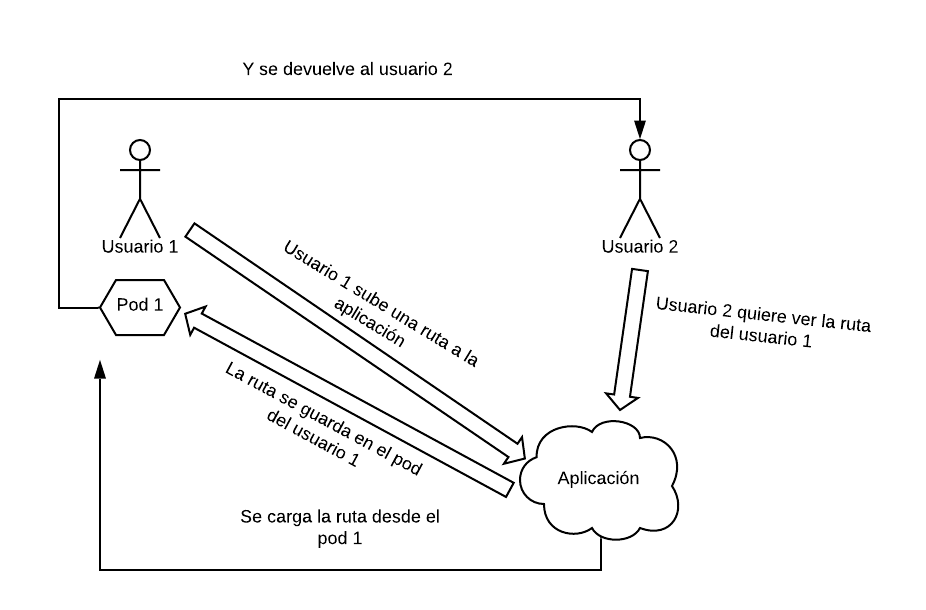 Y se devuelve al usuario 2
Usuario 1
Usuario 2
Pod 1
Usuario 1 sube una ruta a la
aplicación
Usuario 2 quiere ver la ruta
del usuario 1
La ruta se guarda en el pod
del usuario 1
Aplicación
Se carga la ruta desde el
pod 1